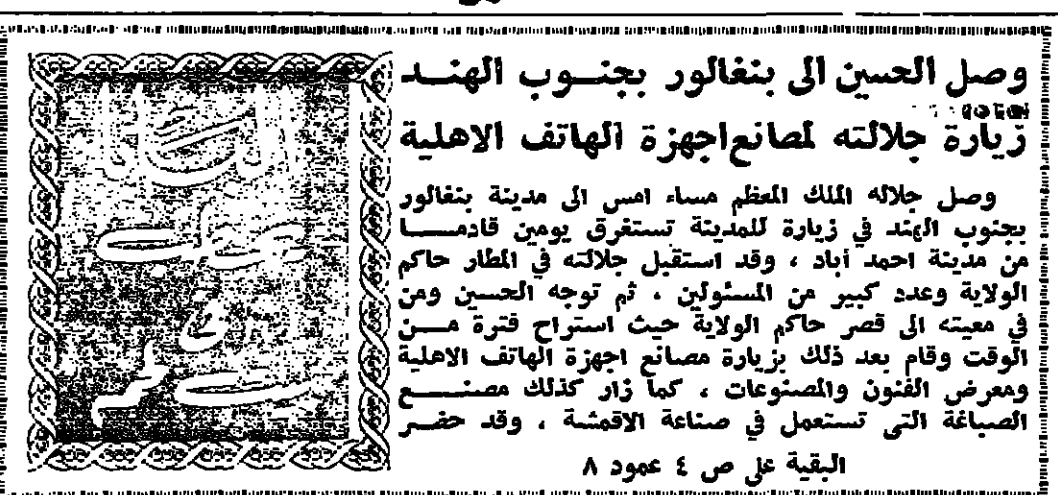 وصل الحسين الى بنغالور بجنوب الهند
زيارة جلالته لمصانع اجهزة الهاتف الاهلية
وصل جلاله الملك المعظم مساء امس الى مدينة بنغالور
بجنوب الهند في زيارة للمدينة تستغرق يومين قادما
من مدينة احمد أباد ، وقد استقبل جلالته في المطار حاكم
الولاية وعدد كبير من المسئولين ، ثم توجه الحسين ومن
في معيته الى قصر حاكم الولاية حيث استراح فترة من
الوقت وقام بعد ذلك بزيارة مصانع اجهزة الهاتف الاهلية
ومعرض الفنون والمصنوعات ، كما زار كذلك مصنع
الصباغة التي تستعمل في صناعة الاقمشة ، وقد حضر
البقية على ص ٤ عمود ٨